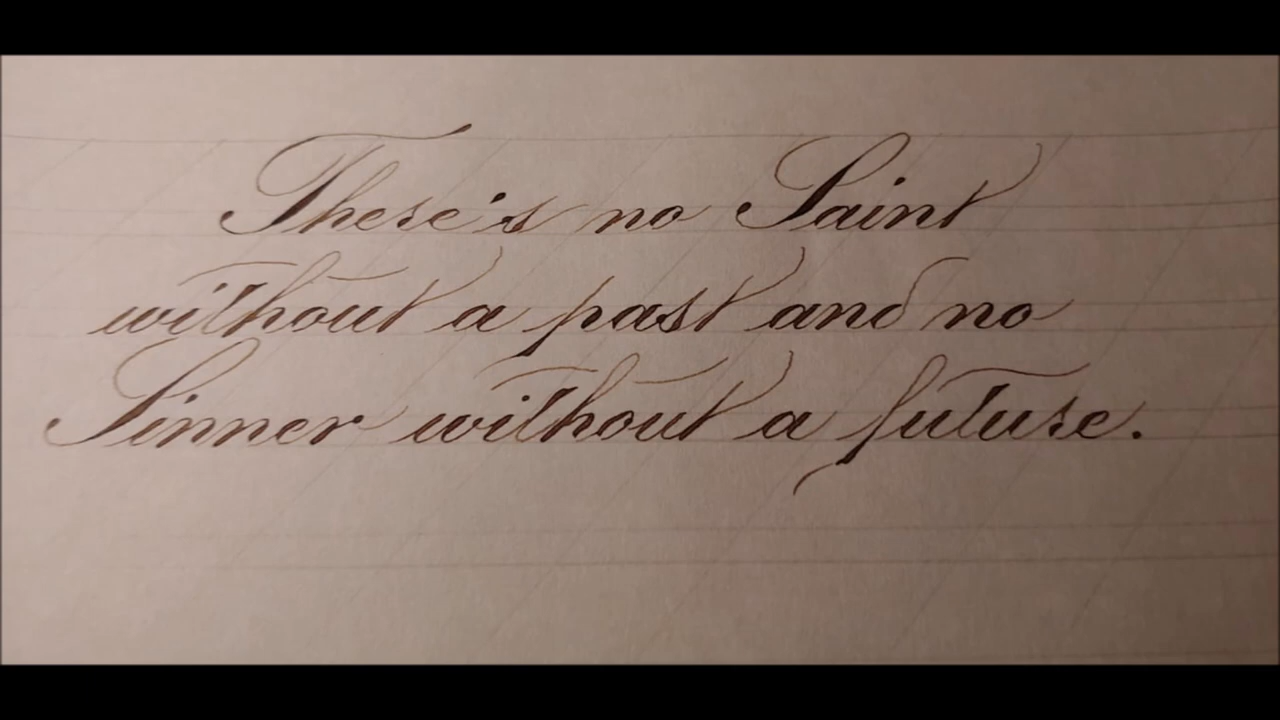 There's no Saint
without a past and no
Sinner without a future.